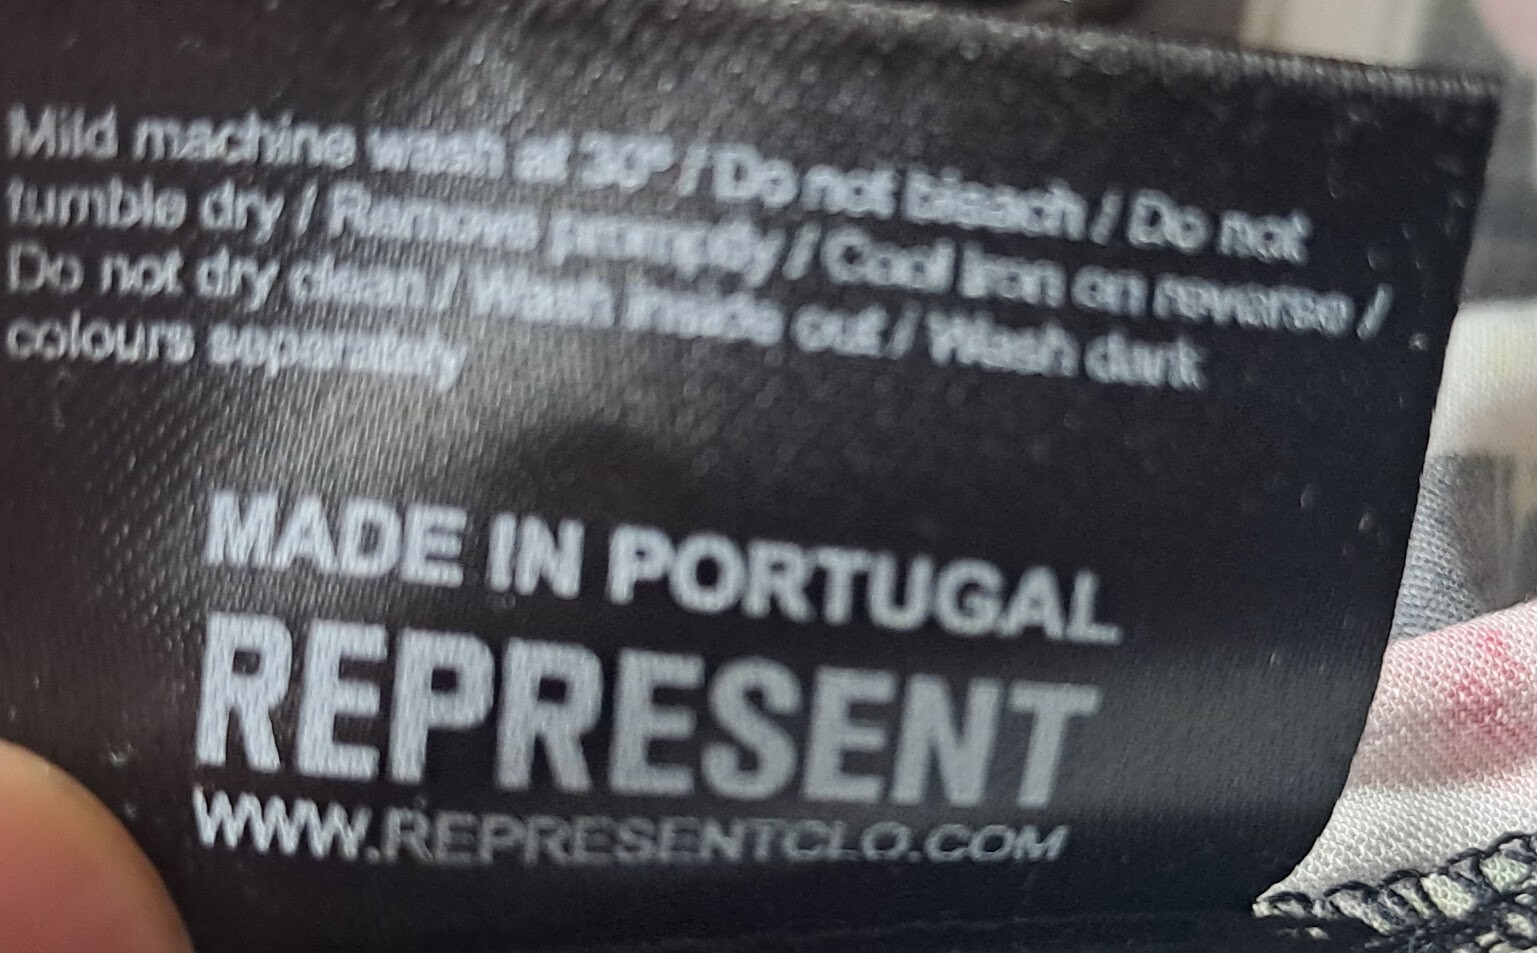 Mild machine wash at 30° / Do not bleach / Do not
tumble dry / Remove promptly / Cool iron on reverse /
Do not dry clean / Wash inside out / Wash dark
colours separately
MADE IN PORTUGAL
REPRESENT
WWW.REPRESENTCLO.COM